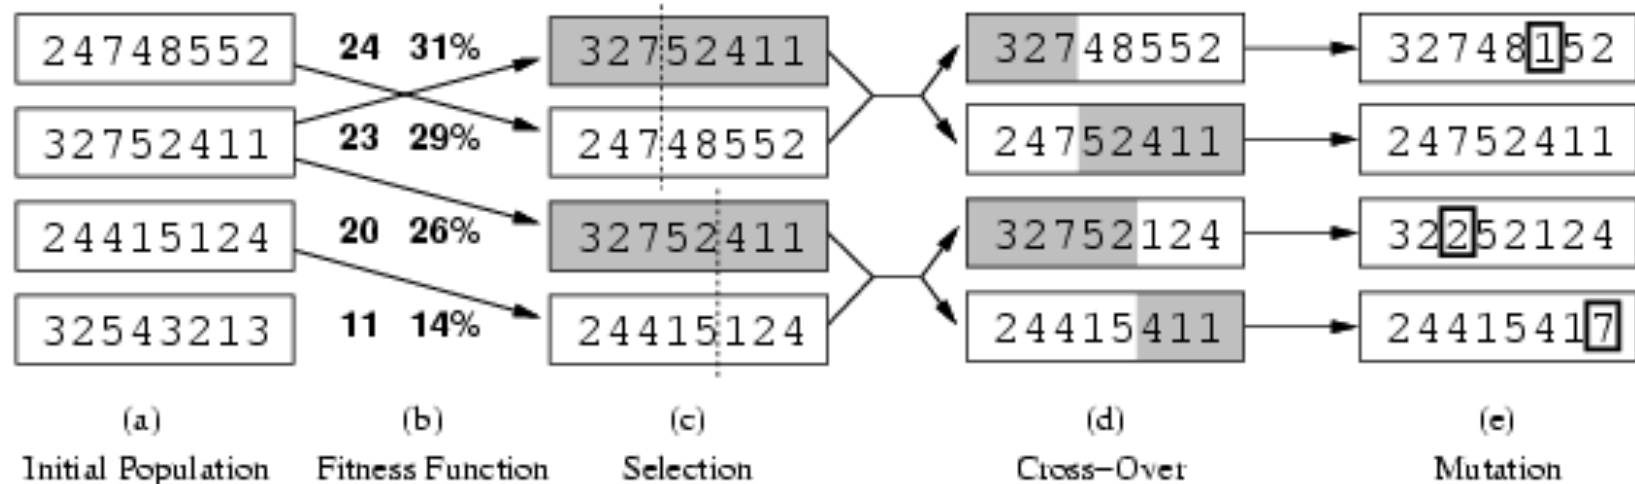 24748552 24 31% 32752411 32748552 32748152
32752411 23 29% 24748552 24752411 24752411
24415124 20 26% 32752411 32752124 32252124
32543213 11 14% 24415124 24415411 24415417
(a) (b) (c) (d) (e)
Initial Population Fitness Function Selection Cross-Over Mutation